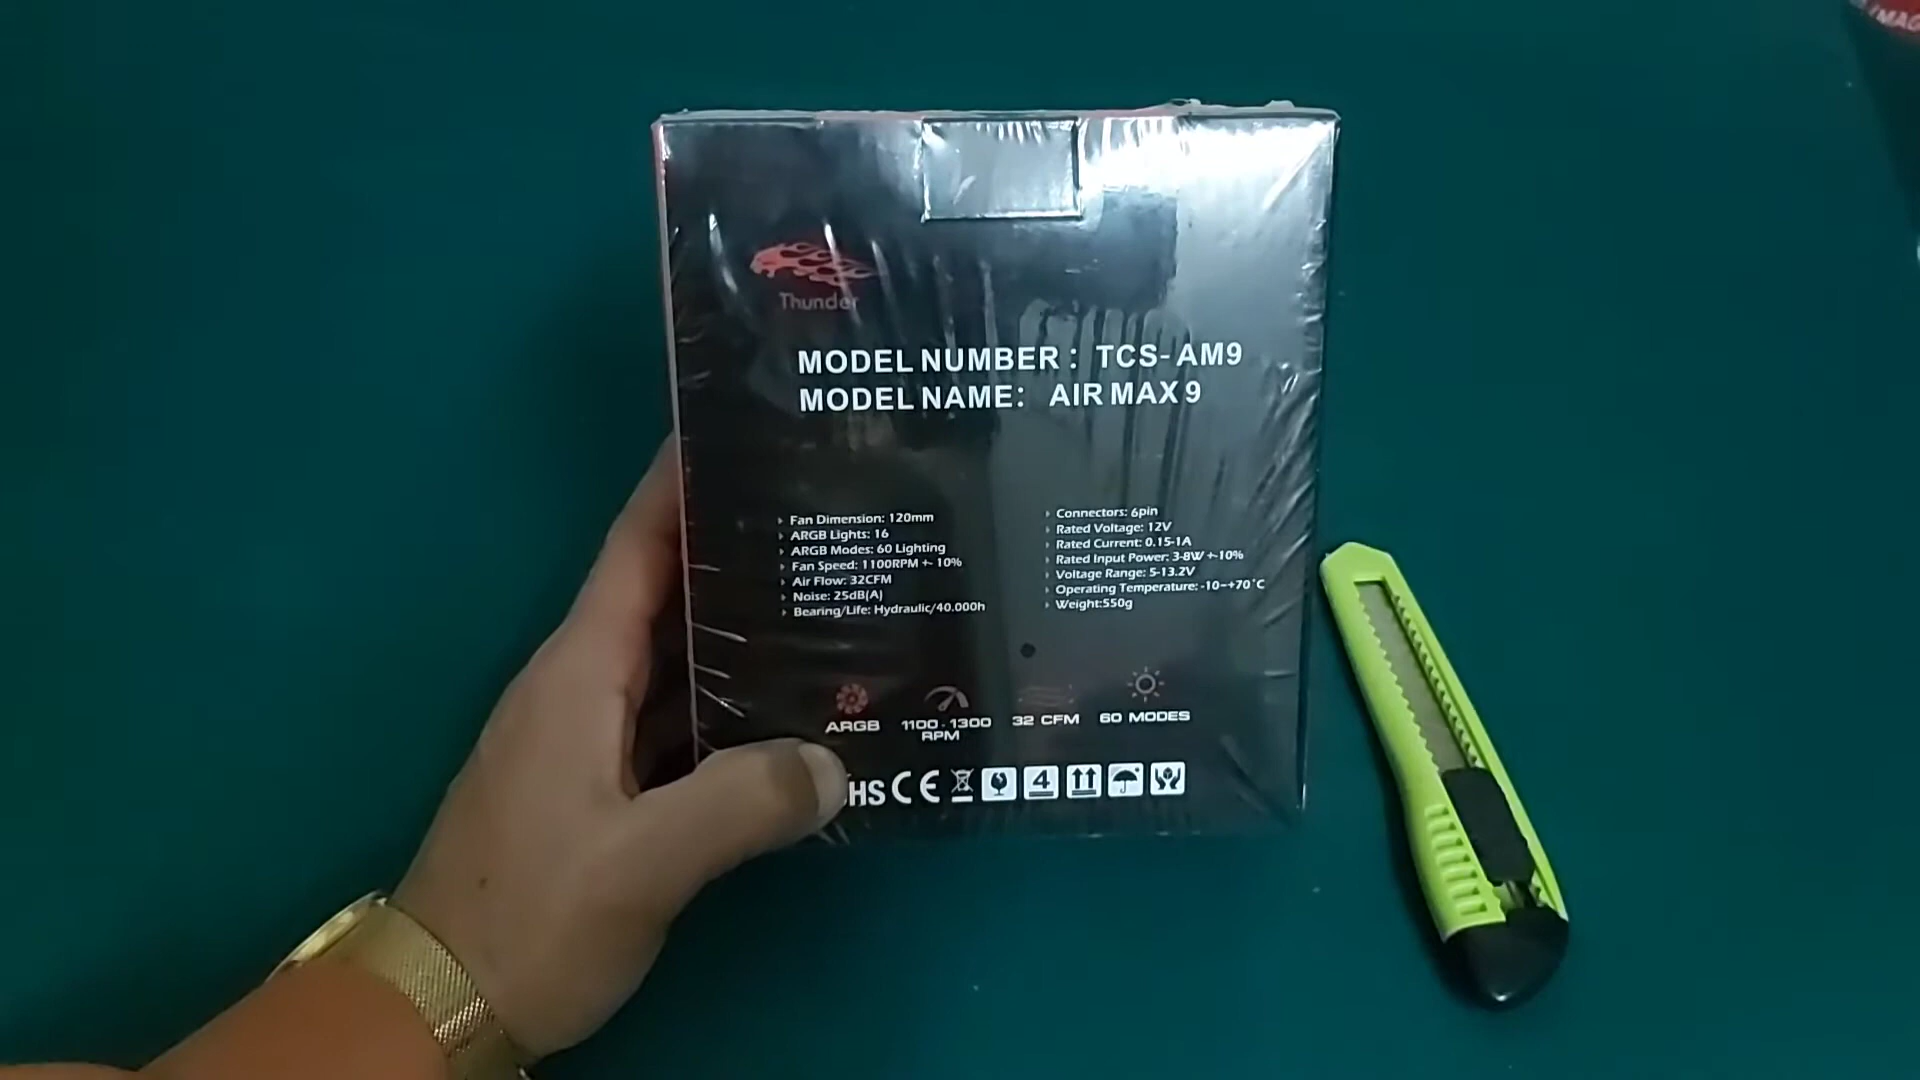 IMAG
Thunder
MODEL NUMBER: TCS-AM9
MODEL NAME: AIR MAX 9
Fan Dimension: 120mm
ARGB Lights: 16
ARGB Modes: 60 Lighting
Fan Speed: 1100RPM +- 10%
Air Flow: 32CFM
Noise: 25dB(A)
Bearing/Life: Hydraulic/40.000h
Connectors: 6pin
Rated Voltage: 12V
Rated Current: 0.15-1A
Rated Input Power: 3-8W +-10%
Voltage Range: 5-13.2V
Operating Temperature: -10~+70°C
Weight:550g
ARGB
1100-1300
RPM
32 CFM
60 MODES
HS CE
4